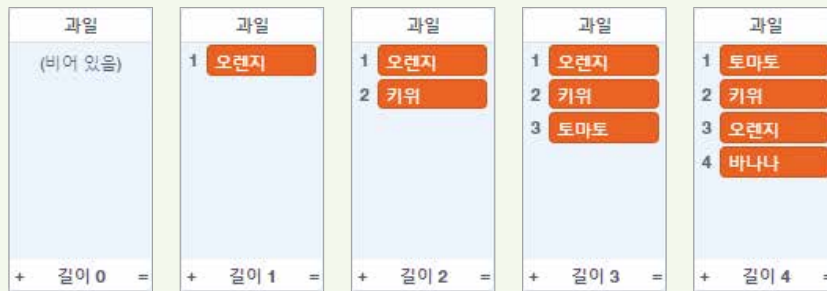 과일
(비어 있음)
+ 길이 0 =
과일
1 오렌지
+ 길이 1 =
과일
1 오렌지
2 키위
+ 길이 2 =
과일
1 오렌지
2 키위
3 토마토
+ 길이 3 =
과일
1 토마토
2 키위
3 오렌지
4 바나나
+ 길이 4 =